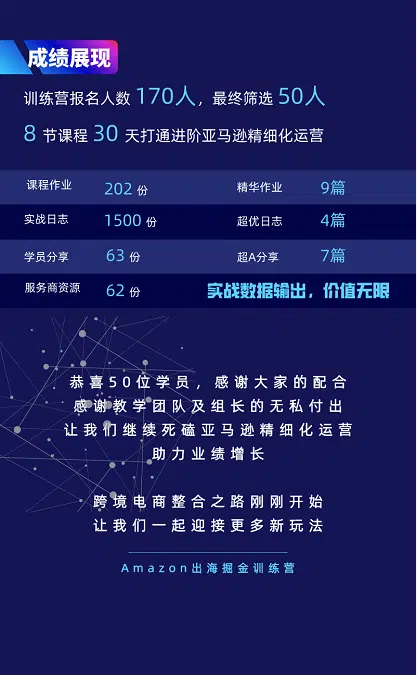 成绩展现
训练营报名人数 170人，最终筛选 50人
8 节课程 30 天打通进阶亚马逊精细化运营
课程作业 202 份 精华作业 9篇
实战日志 1500 份 超优日志 4篇
学员分享 63 份 超A分享 7篇
服务商资源 62 份 实战数据输出，价值无限
恭喜50位学员，感谢大家的配合
感谢教学团队及组长的无私付出
让我们继续死磕亚马逊精细化运营
助力业绩增长
跨境电商整合之路刚刚开始
让我们一起迎接更多新玩法
Amazon出海掘金训练营